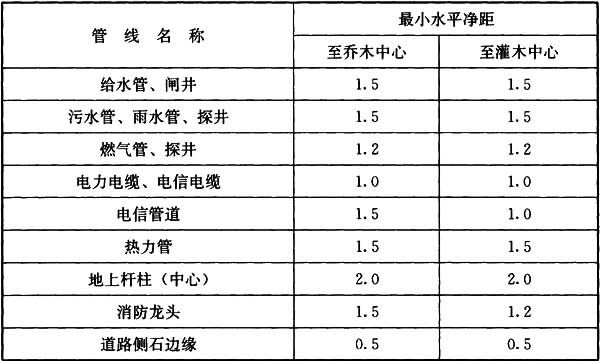 管 线 名 称 最小水平净距
至乔木中心 至灌木中心
给水管、闸井 1.5 1.5
污水管、雨水管、探井 1.5 1.5
燃气管、探井 1.2 1.2
电力电缆、电信电缆 1.0 1.0
电信管道 1.5 1.0
热力管 1.5 1.5
地上杆柱（中心） 2.0 2.0
消防龙头 1.5 1.2
道路侧石边缘 0.5 0.5